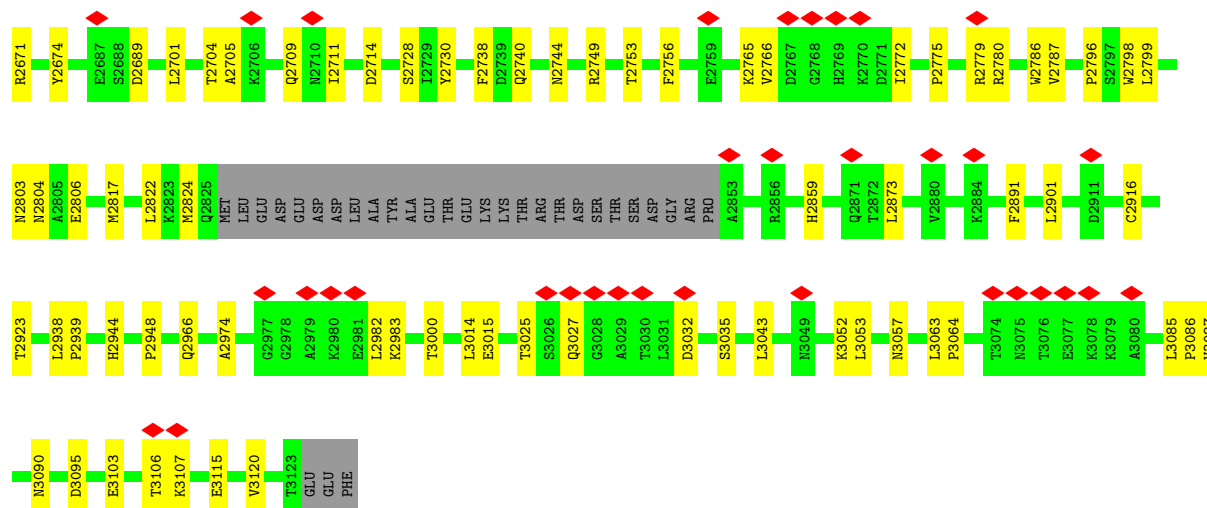 R2671 Y2674 E2687 S2688 D2689 L2701 T2704 A2705 K2706 Q2709 N2710 I2711 D2714 S2728 I2729 Y2730 F2738 D2739 Q2740 N2744 R2749 T2753 F2756 E2759 K2765 V2766 D2767 G2768 H2769 K2770 D2771 I2772 P2775 R2779 R2780 W2786 V2787 P2796 S2797 W2798 L2799
N2803 N2804 A2805 E2806 M2817 L2822 K2823 M2824 Q2825 MET LEU GLU ASP GLU ASP ASP LEU ALA TYR ALA GLU THR GLU LYS LYS THR ARG THR ASP SER THR SER ASP GLY ARG PRO A2853 R2856 H2859 Q2871 T2872 L2873 V2880 K2884 F2891 L2901 D2911 C2916
T2923 L2938 P2939 H2944 P2948 Q2966 A2974 G2977 G2978 A2979 K2980 E2981 L2982 K2983 T3000 L3014 E3015 T3025 S3026 Q3027 G3028 A3029 T3030 L3031 D3032 S3035 L3043 N3049 K3052 L3053 N3057 L3063 P3064 T3074 N3075 T3076 E3077 K3078 K3079 A3080 L3085 P3086
N3090 D3095 E3103 T3106 K3107 E3115 V3120 T3123 GLU GLU PHE